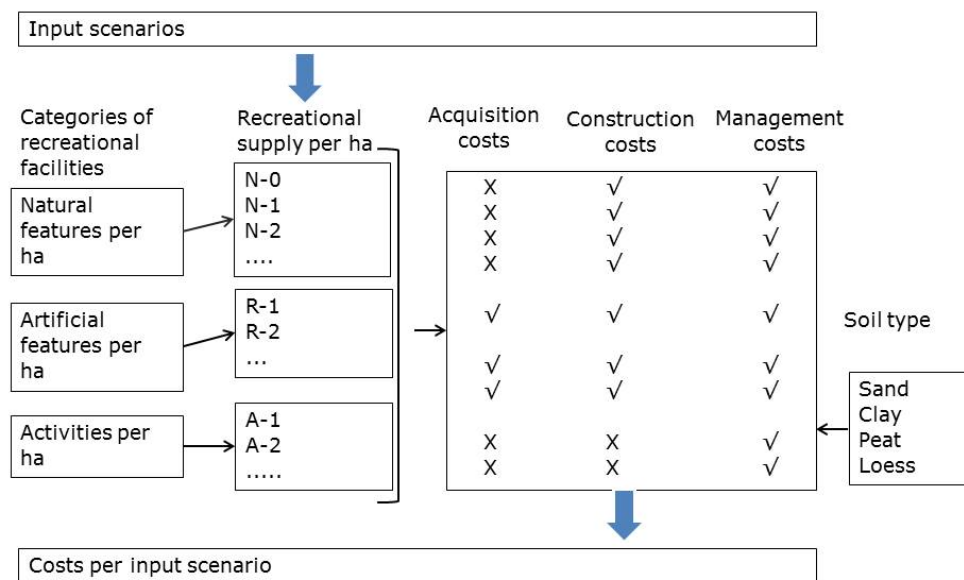 Input scenarios
Categories of
recreational
facilities
Recreational
supply per ha
Acquisition
costs
Construction
costs
Management
costs
Natural
features per
ha
N-0
N-1
N-2
....
Artificial
features per
ha
R-1
R-2
...
Activities per
ha
A-1
A-2
.....
X √ √
X √ √
X √ √
X √ √
√ √ √
√ √ √
√ √ √
X X √
X X √
Soil type
Sand
Clay
Peat
Loess
Costs per input scenario